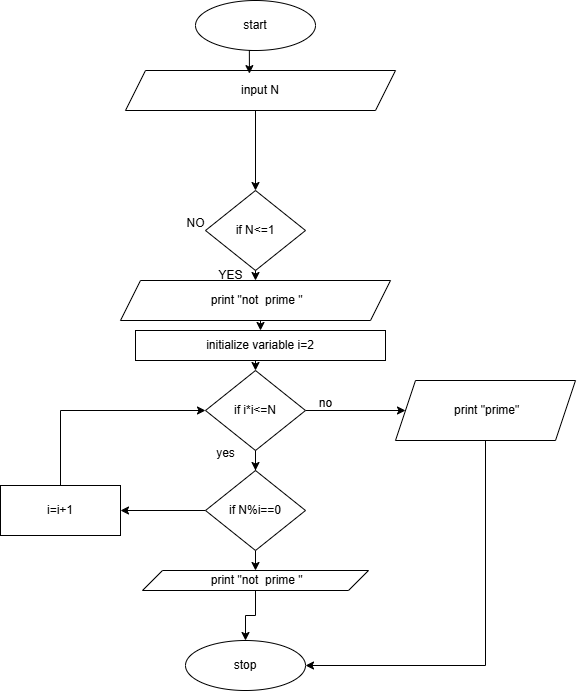 start
input N
NO
if N<=1
YES
print "not  prime "
initialize variable i=2
if i*i<=N
no
print "prime"
yes
i=i+1
if N%i==0
print "not  prime "
stop